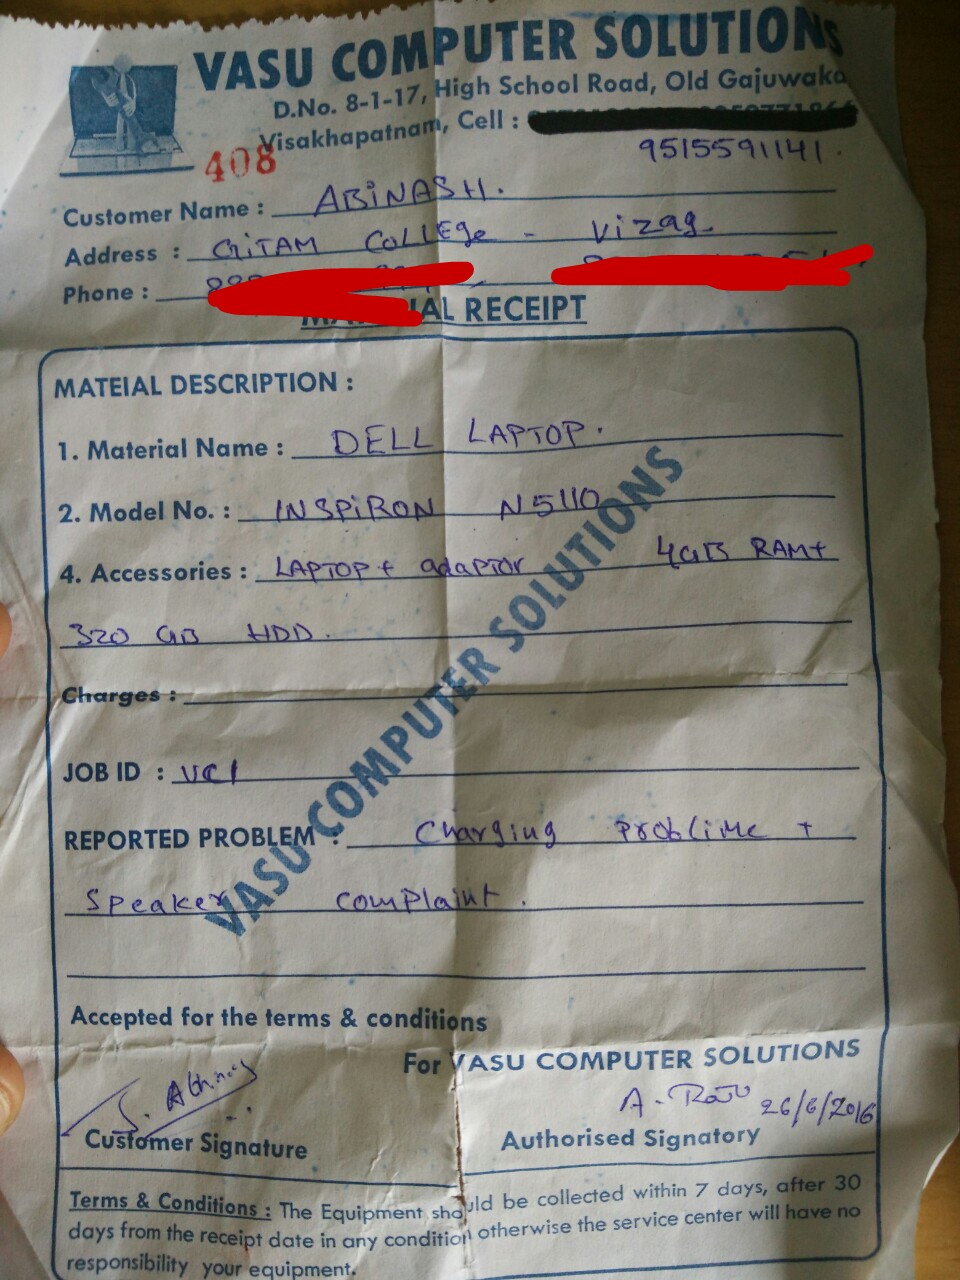 VASU COMPUTER SOLUTIONS
D.No. 8-1-17, High School Road, Old Gajuwaka
Visakhapatnam, Cell :
408
9515591141.
Customer Name : ABiNASH.
Address : GiTAM COLLEge - Vizag
Phone :
MATERIAL RECEIPT
MATEIAL DESCRIPTION :
1. Material Name : DELL LAPTOP.
2. Model No. : INSPiRON N5110
4. Accessories : LAPTOP + adaPTOr 4GB RAM+
320 GB HDD.
Charges :
JOB ID : VC1
REPORTED PROBLEM : Charging Problime +
Speaker complaint.
VASU COMPUTER SOLUTIONS
Accepted for the terms & conditions
For VASU COMPUTER SOLUTIONS
A. Raju 26/6/2016
Customer Signature Authorised Signatory
Terms & Conditions : The Equipment should be collected within 7 days, after 30
days from the receipt date in any condition otherwise the service center will have no
responsibility your equipment.